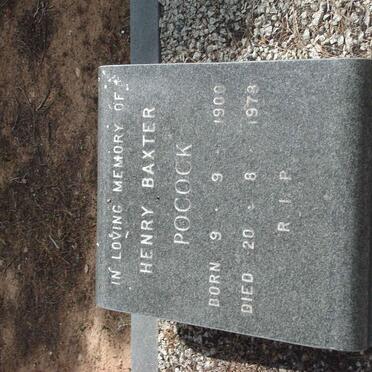 IN LOVING MEMORY OF
HENRY BAXTER
POCOCK
BORN 9 · 9 · 1900
DIED 20 · 8 · 1978
R.I.P.